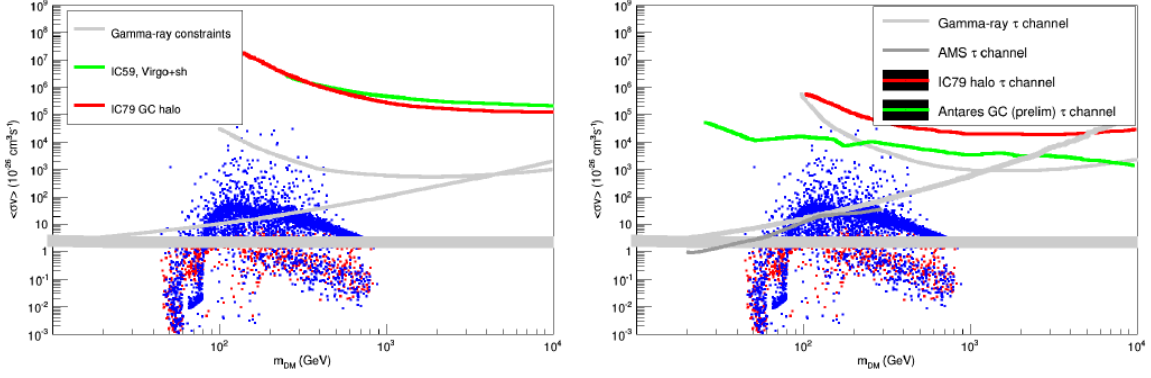 10⁹
10⁸
10⁷
10⁶
10⁵
10⁴
10³
10²
10
1
10⁻¹
10⁻²
10⁻³
<σv> (10⁻²⁶ cm³s⁻¹)
Gamma-ray constraints
IC59, Virgo+sh
IC79 GC halo
10² 10³ 10⁴
m_DM (GeV)
10⁹
10⁸
10⁷
10⁶
10⁵
10⁴
10³
10²
10
1
10⁻¹
10⁻²
10⁻³
<σv> (10⁻²⁶ cm³s⁻¹)
Gamma-ray τ channel
AMS τ channel
IC79 halo τ channel
Antares GC (prelim) τ channel
10² 10³ 10⁴
m_DM (GeV)